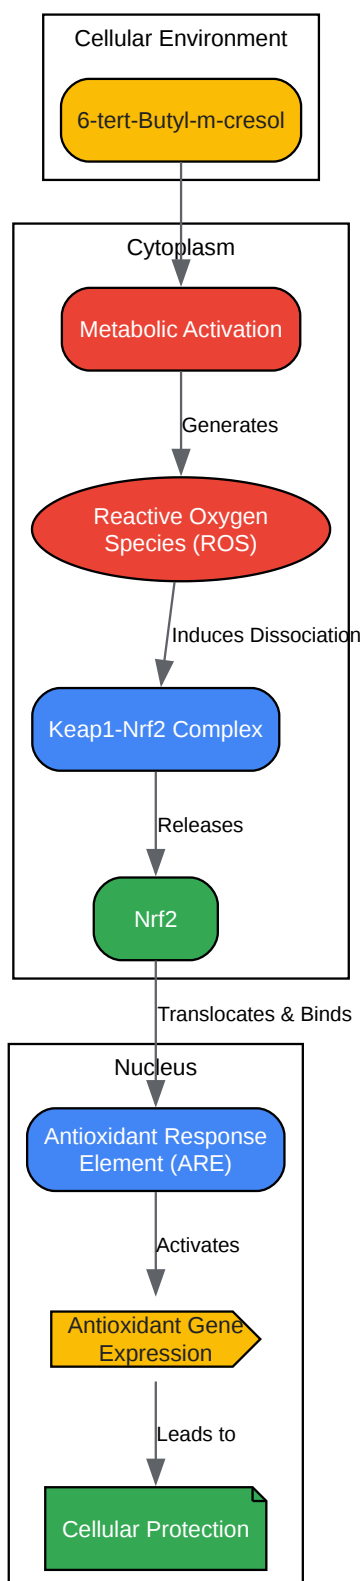 Cellular Environment
6-tert-Butyl-m-cresol
Cytoplasm
Metabolic Activation
Generates
Reactive Oxygen
Species (ROS)
Induces Dissociation
Keap1-Nrf2 Complex
Releases
Nrf2
Translocates & Binds
Nucleus
Antioxidant Response
Element (ARE)
Activates
Antioxidant Gene
Expression
Leads to
Cellular Protection